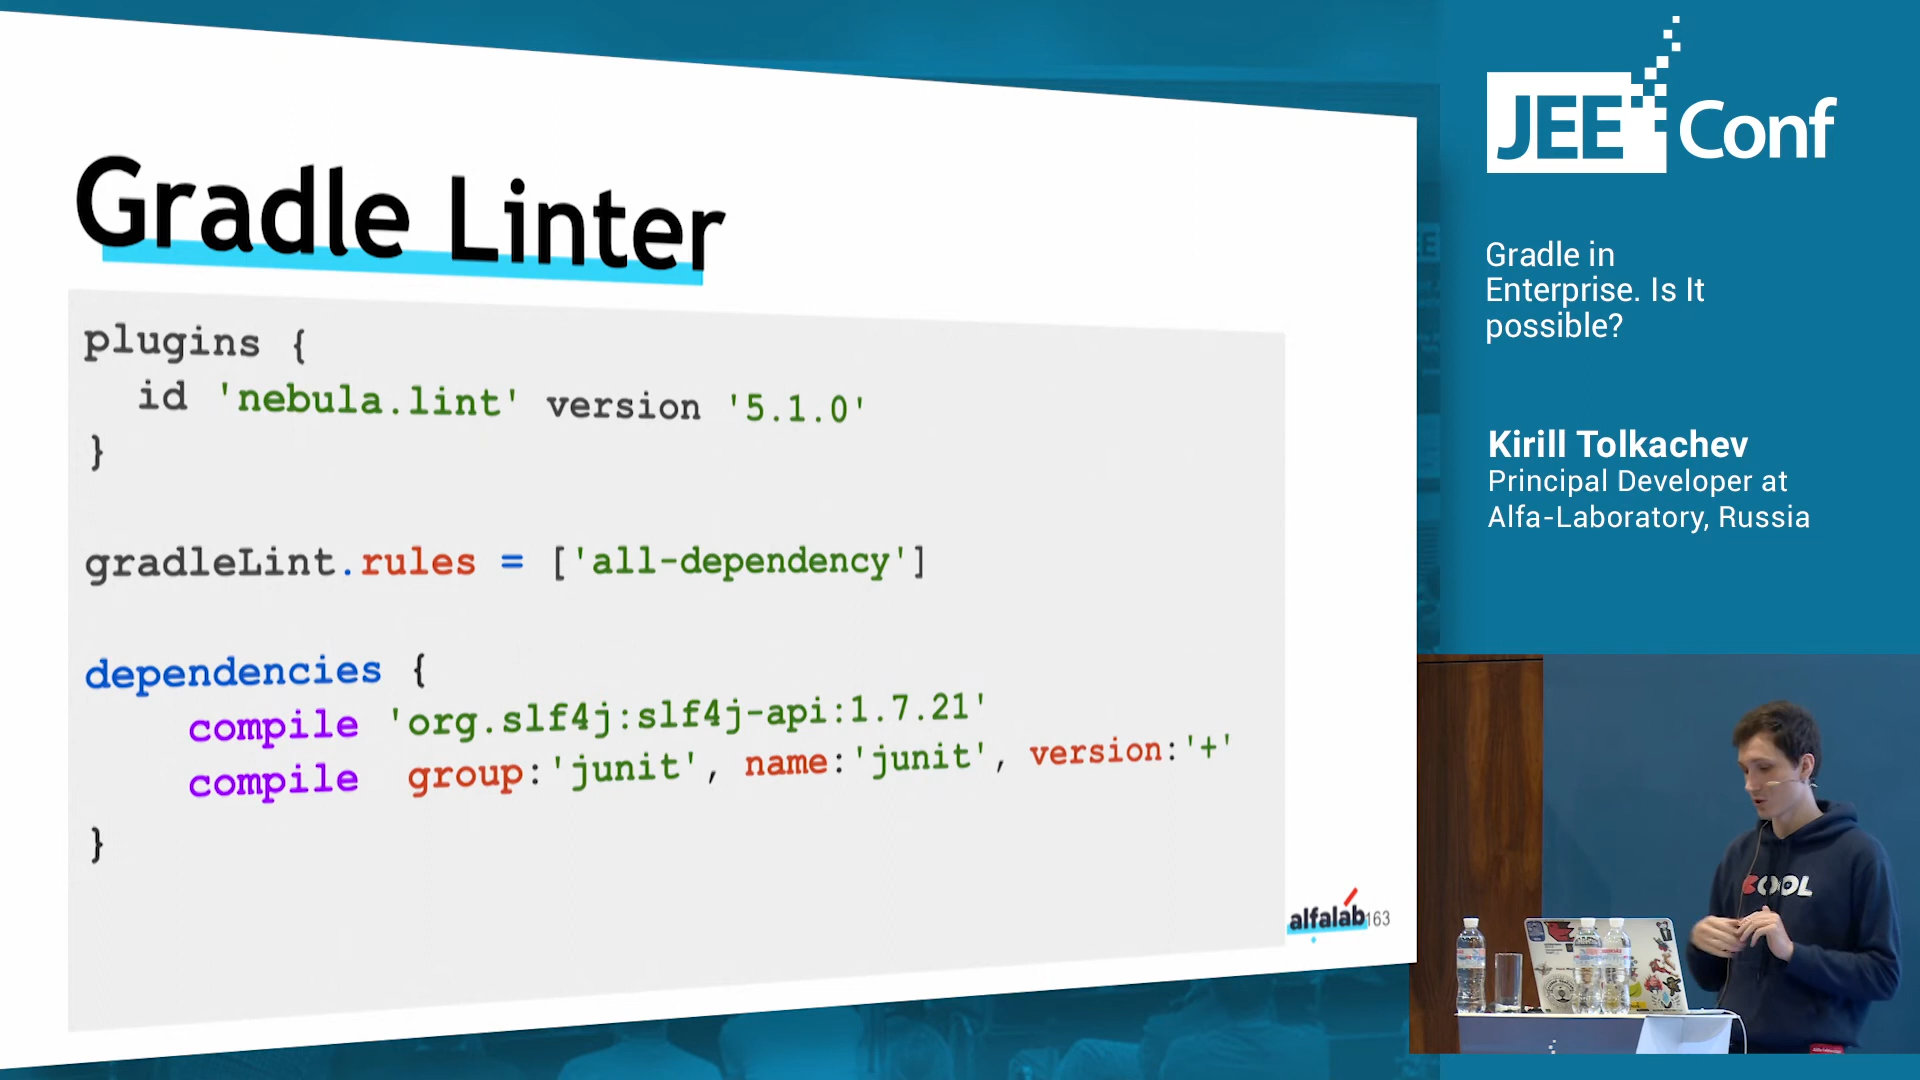 Gradle Linter
plugins {
id 'nebula.lint' version '5.1.0'
}
gradleLint.rules = ['all-dependency']
dependencies {
compile 'org.slf4j:slf4j-api:1.7.21'
compile group:'junit', name:'junit', version:'+'
}
alfalab 163
JEE Conf
Gradle in
Enterprise. Is It
possible?
Kirill Tolkachev
Principal Developer at
Alfa-Laboratory, Russia
COOL